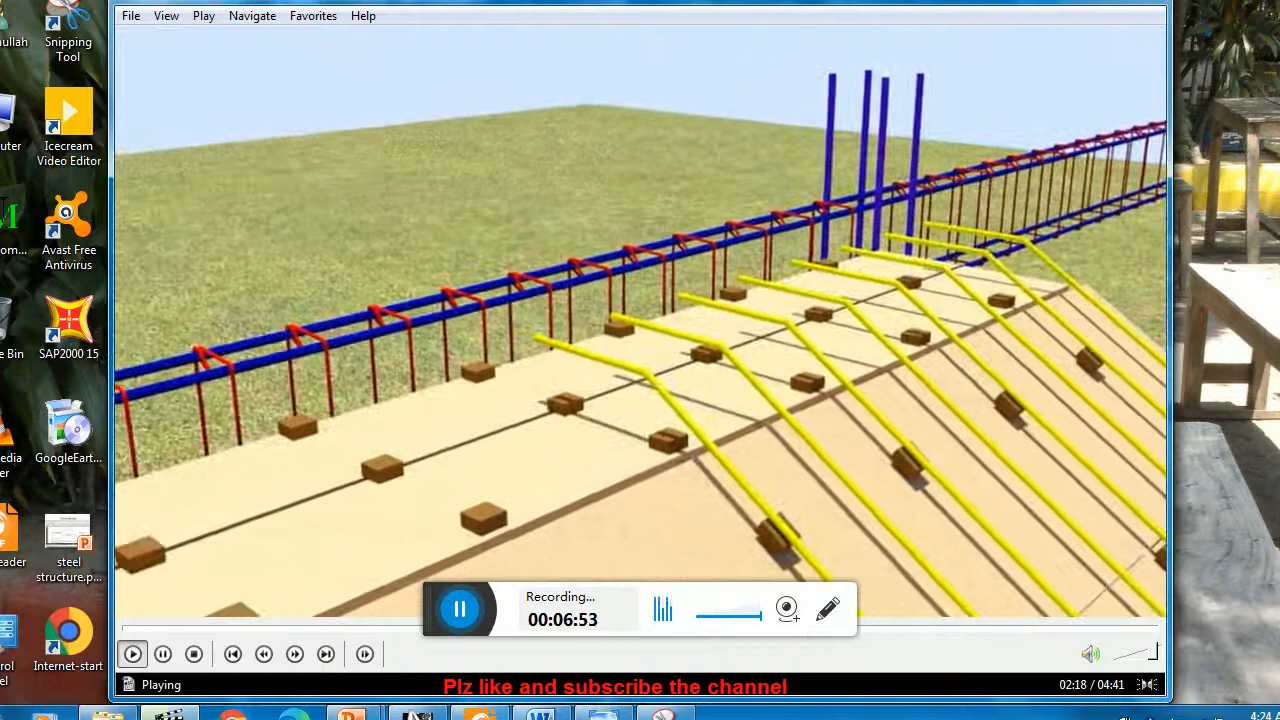 File View Play Navigate Favorites Help
Snipping
Tool
Icecream
Video Editor
Avast Free
Antivirus
SAP2000 15
GoogleEart...
steel
structure.p...
Internet-start
Recording...
00:06:53
Playing
Plz like and subscribe the channel
02:18 / 04:41